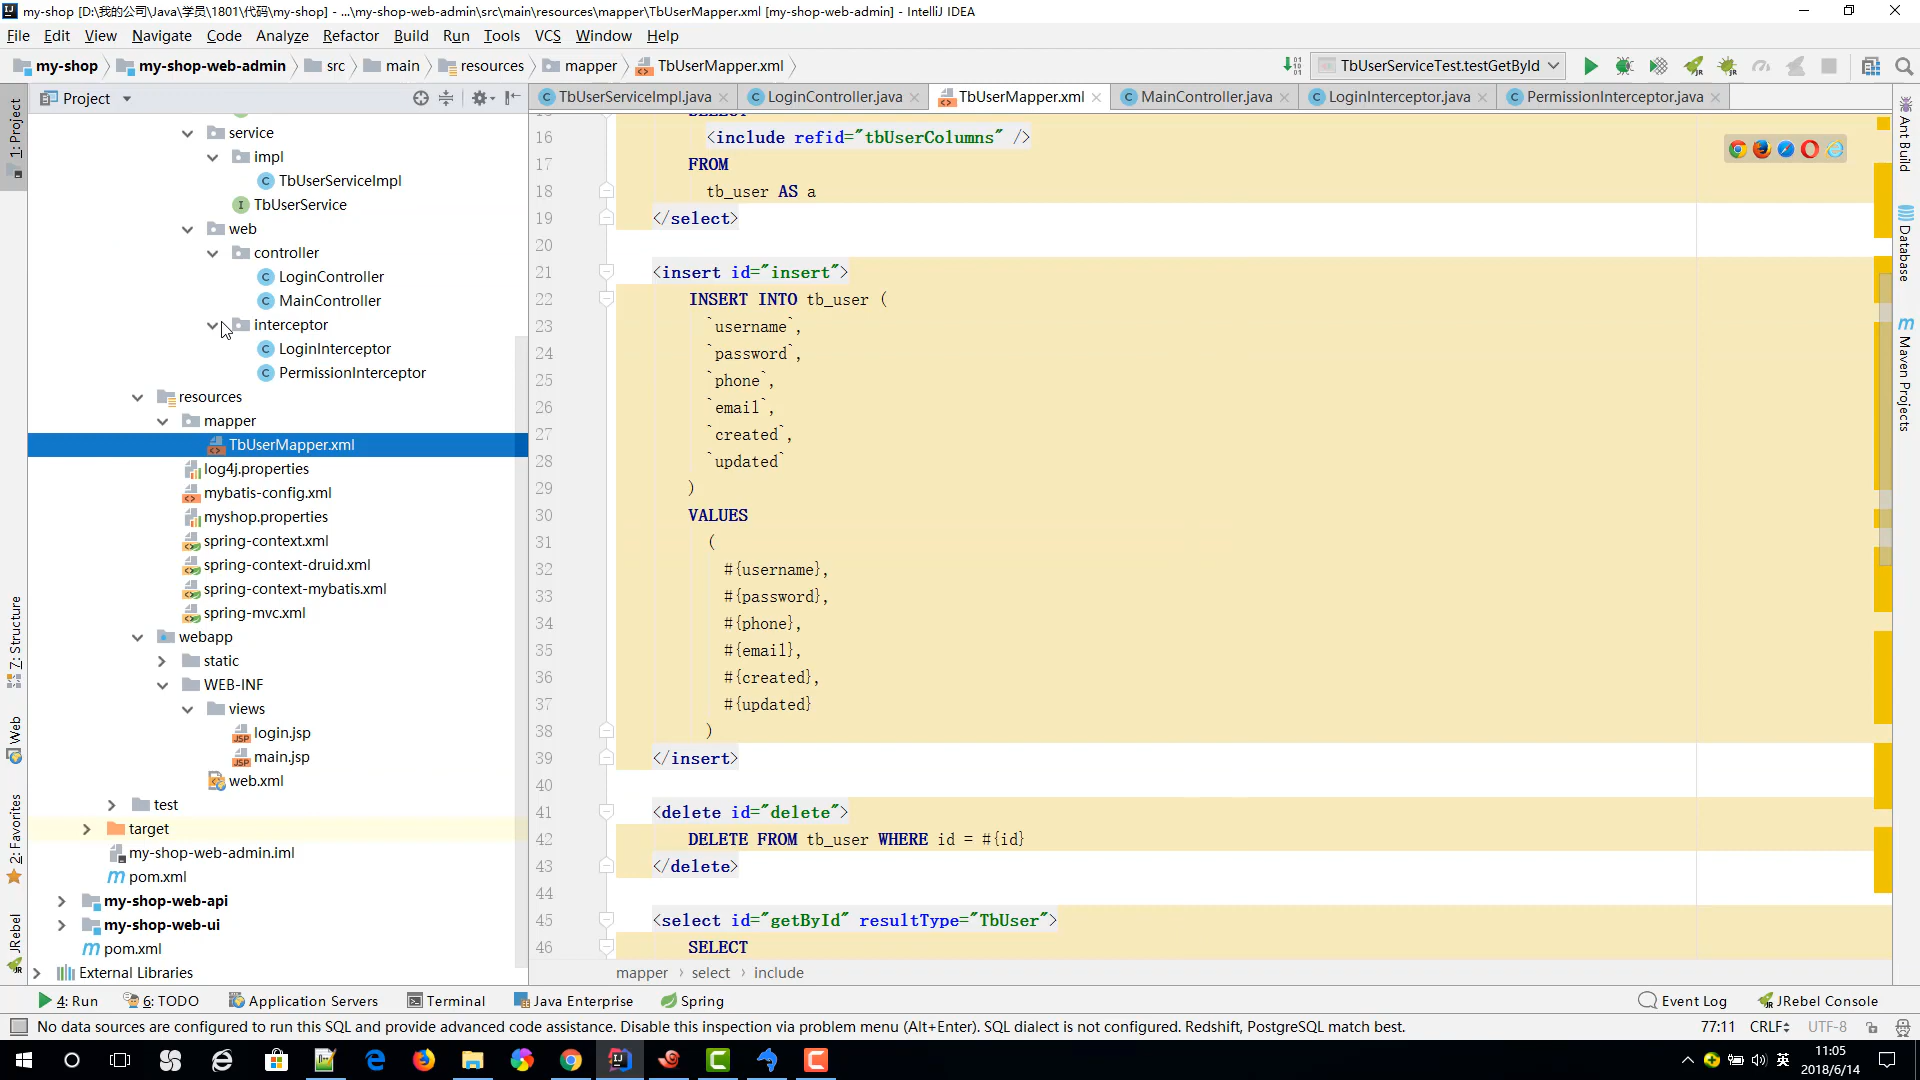 D:\我的公司\Java\学员\1801\代码\my-shop] - ...\my-shop-web-admin\src\main\resources\mapper\TbUserMapper.xml [my-shop-web-admin] - IntelliJ IDEA
File Edit View Navigate Code Analyze Refactor Build Run Tools VCS Window Help
my-shop my-shop-web-admin src main resources mapper TbUserMapper.xml
TbUserServiceTest.testGetById
Project
TbUserServiceImpl.java LoginController.java TbUserMapper.xml MainController.java LoginInterceptor.java PermissionInterceptor.java
1: Project
7: Structure
Web
2: Favorites
JRebel
service
impl
TbUserServiceImpl
TbUserService
web
controller
LoginController
MainController
interceptor
LoginInterceptor
PermissionInterceptor
resources
mapper
TbUserMapper.xml
log4j.properties
mybatis-config.xml
myshop.properties
spring-context.xml
spring-context-druid.xml
spring-context-mybatis.xml
spring-mvc.xml
webapp
static
WEB-INF
views
login.jsp
main.jsp
web.xml
test
target
my-shop-web-admin.iml
pom.xml
my-shop-web-api
my-shop-web-ui
pom.xml
External Libraries
16 <include refid="tbUserColumns" />
17 FROM
18 tb_user AS a
19 </select>
20
21 <insert id="insert">
22 INSERT INTO tb_user (
23 `username`,
24 `password`,
25 `phone`,
26 `email`,
27 `created`,
28 `updated`
29 )
30 VALUES
31 (
32 #{username},
33 #{password},
34 #{phone},
35 #{email},
36 #{created},
37 #{updated}
38 )
39 </insert>
40
41 <delete id="delete">
42 DELETE FROM tb_user WHERE id = #{id}
43 </delete>
44
45 <select id="getById" resultType="TbUser">
46 SELECT
mapper › select › include
Ant Build
Database
Maven Projects
4: Run 6: TODO Application Servers Terminal Java Enterprise Spring Event Log JRebel Console
No data sources are configured to run this SQL and provide advanced code assistance. Disable this inspection via problem menu (Alt+Enter). SQL dialect is not configured. Redshift, PostgreSQL match best. 77:11 CRLF UTF-8
英
11:05
2018/6/14